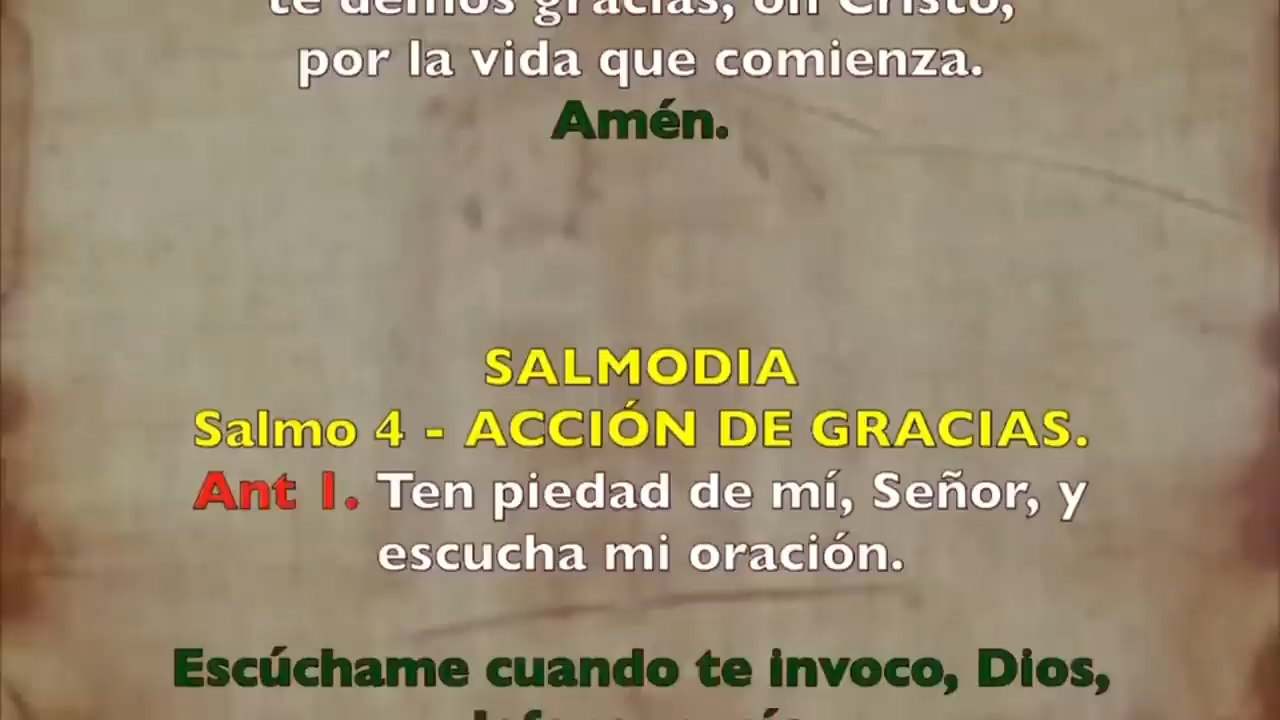 te demos gracias, oh Cristo,
por la vida que comienza.
Amén.
SALMODIA
Salmo 4 - ACCIÓN DE GRACIAS.
Ant 1. Ten piedad de mí, Señor, y
escucha mi oración.
Escúchame cuando te invoco, Dios,